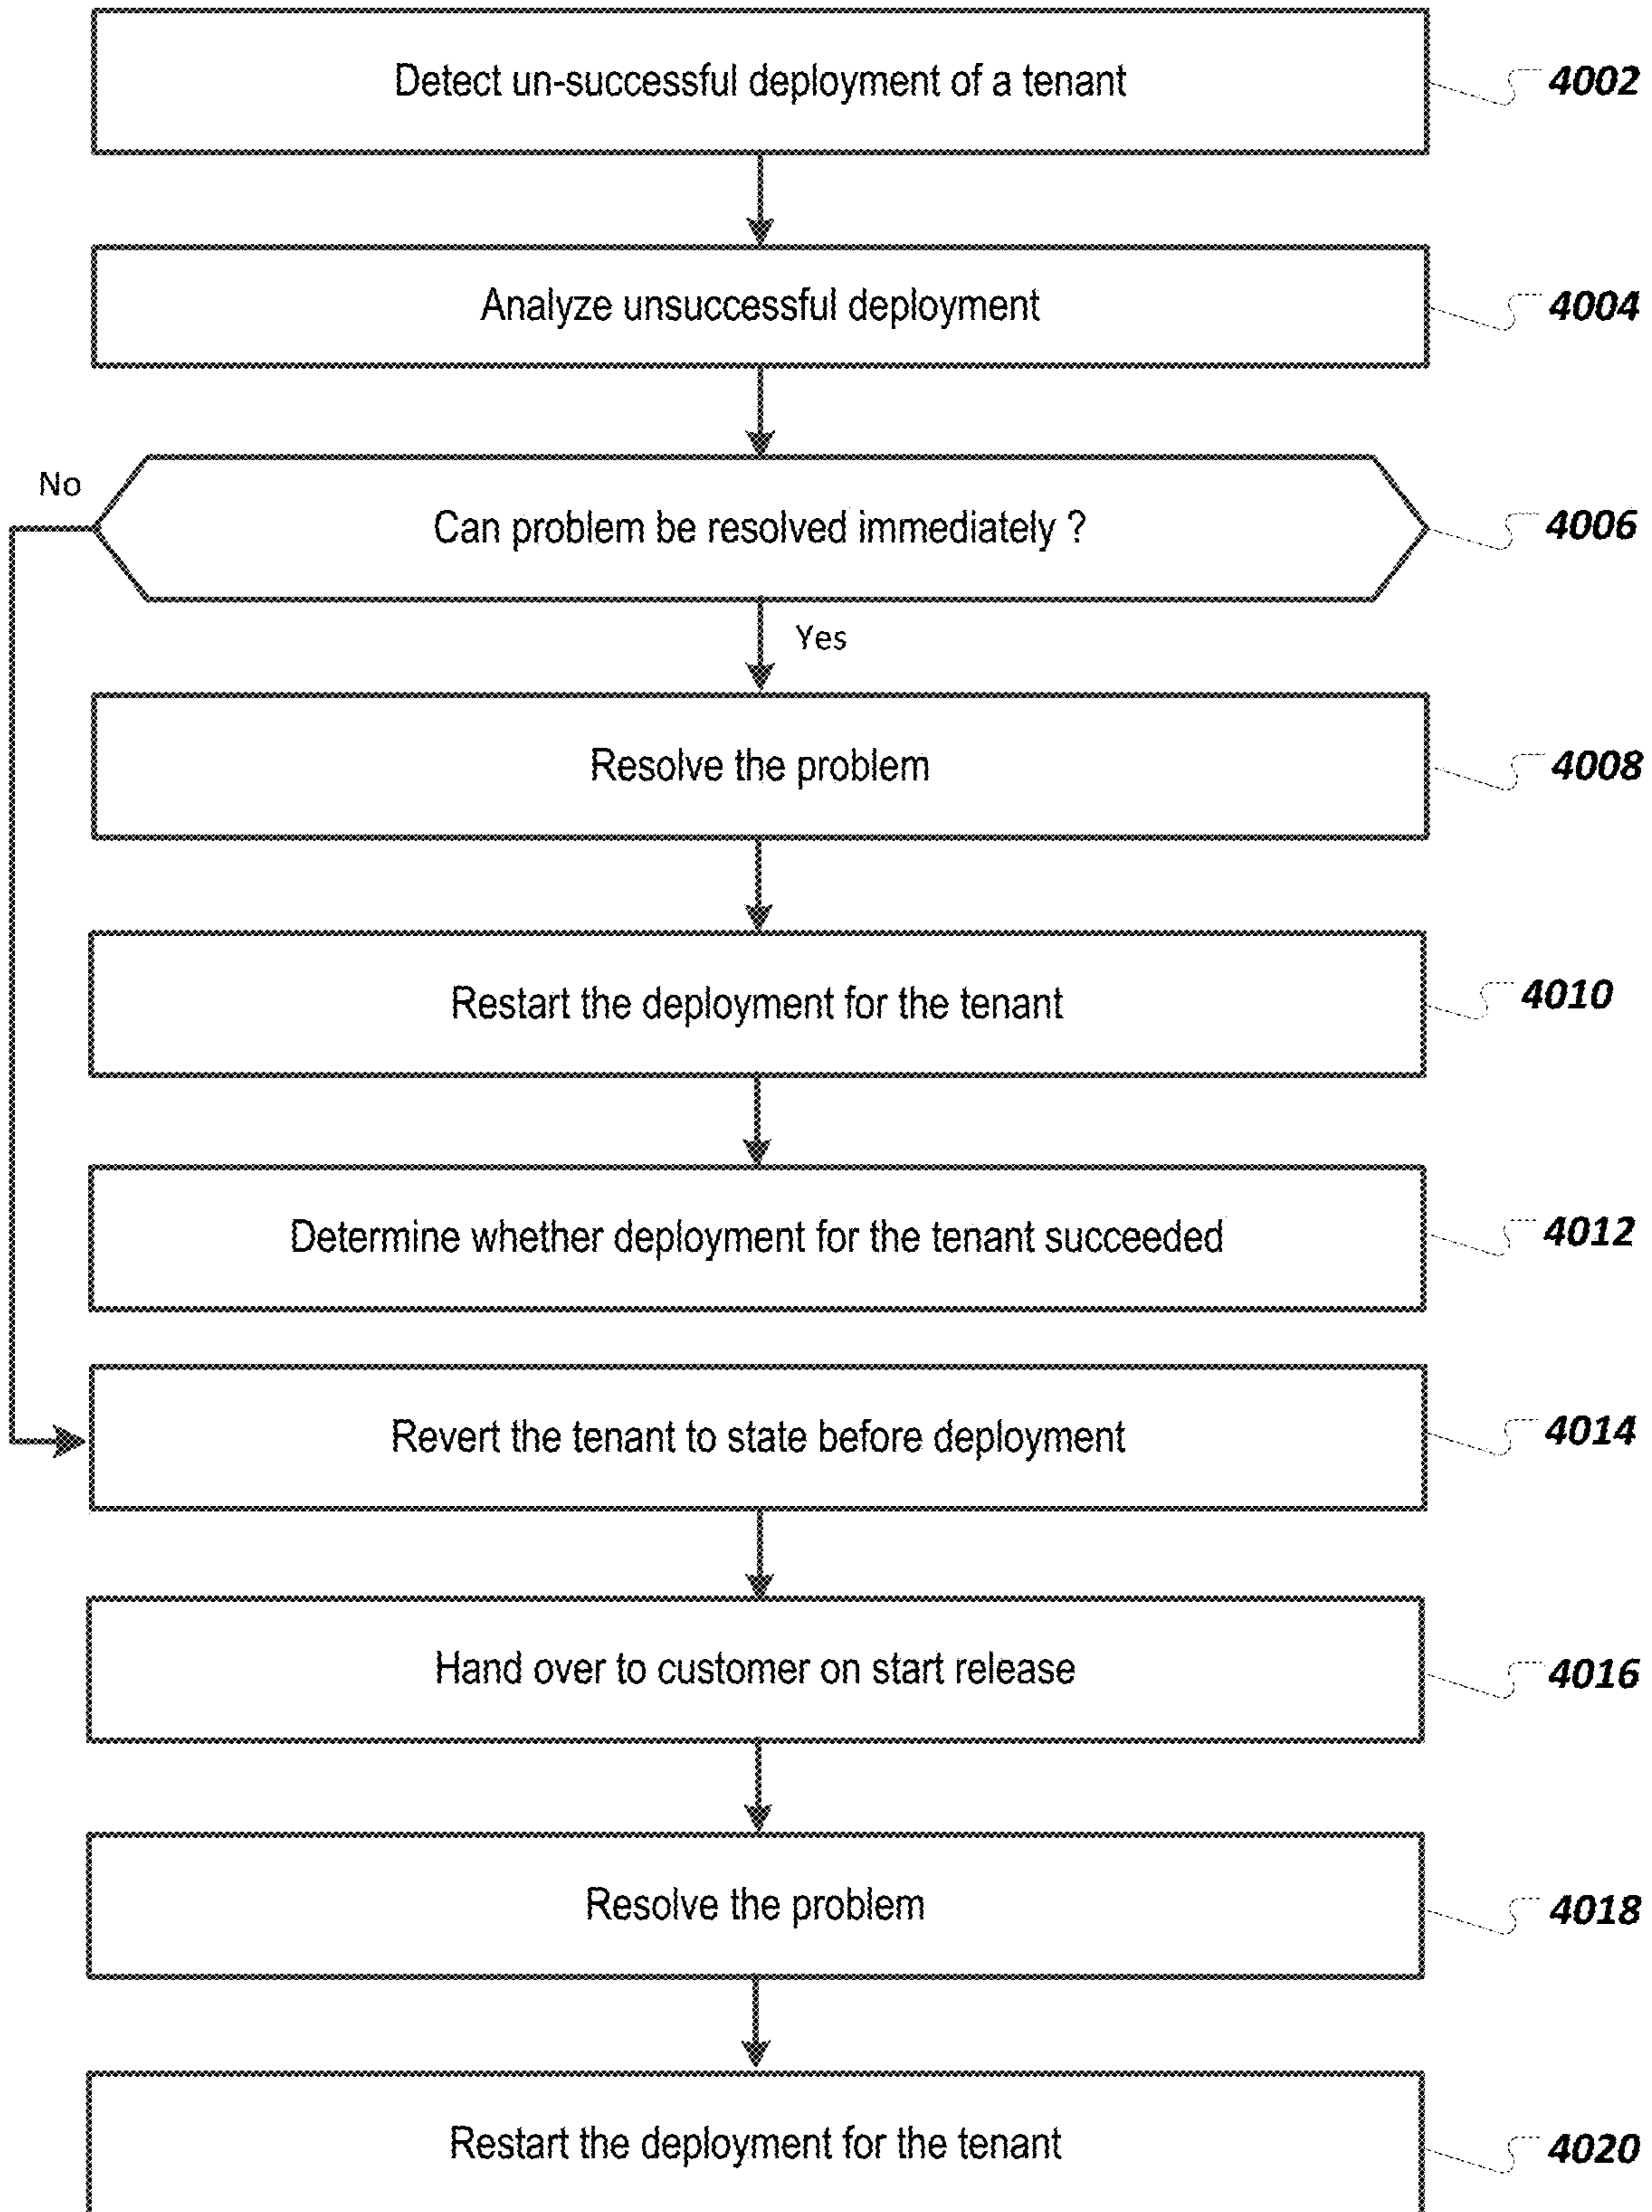 Detect un-successful deployment of a tenant
4002
Analyze unsuccessful deployment
4004
No
Can problem be resolved immediately ?
4006
Yes
Resolve the problem
4008
Restart the deployment for the tenant
4010
Determine whether deployment for the tenant succeeded
4012
Revert the tenant to state before deployment
4014
Hand over to customer on start release
4016
Resolve the problem
4018
Restart the deployment for the tenant
4020